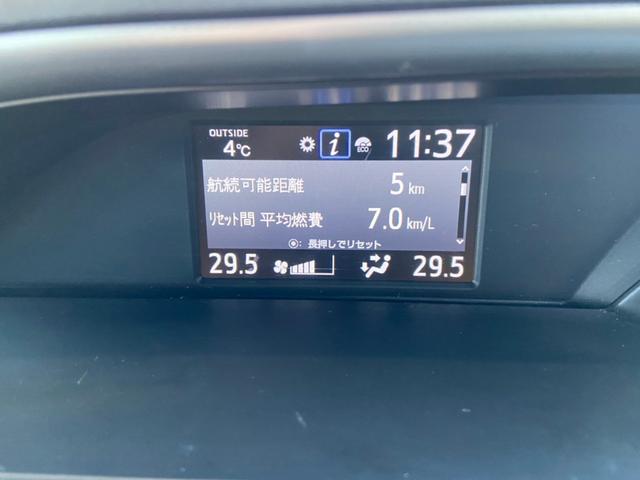 OUTSIDE
4℃ i ECO 11:37
航続可能距離 5 km
リセット間 平均燃費 7.0 km/L
◉: 長押しでリセット
29.5 29.5